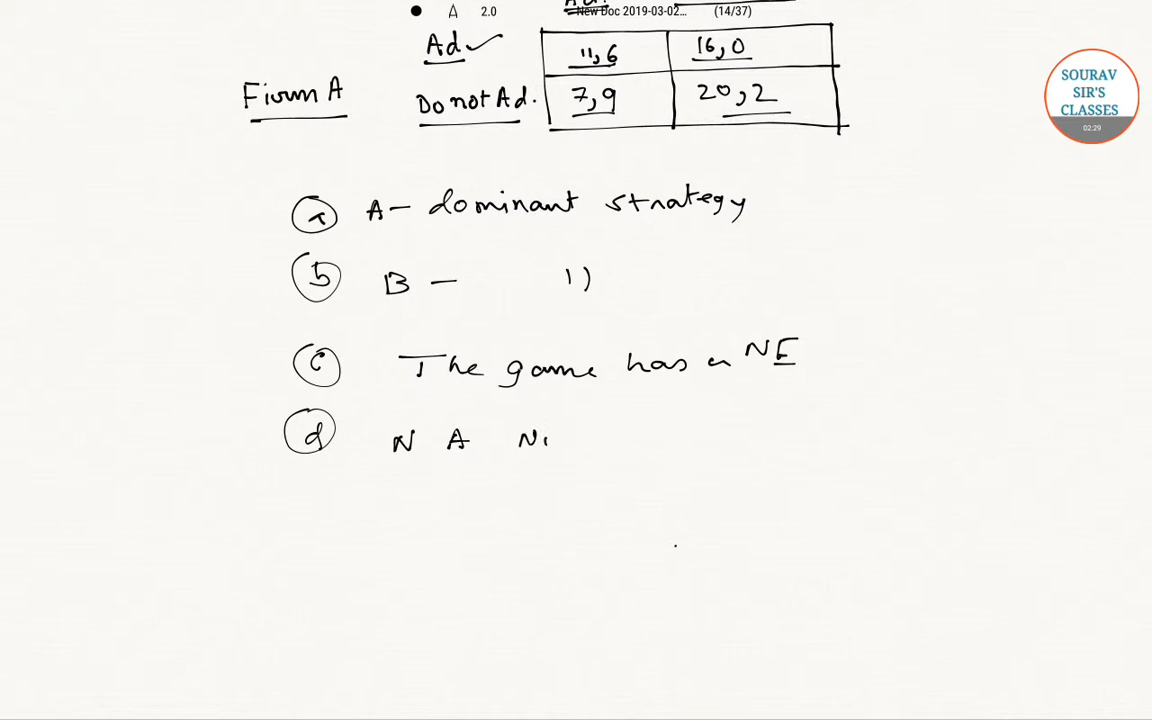 A 2.0 New Doc 2019-03-02... (14/37)
Ad 11,6 16,0
Firm A Do not Ad. 7,9 20,2
SOURAV
SIR'S
CLASSES
02:29
a A- dominant strategy
b B - 1)
c The game has a NE
d N A